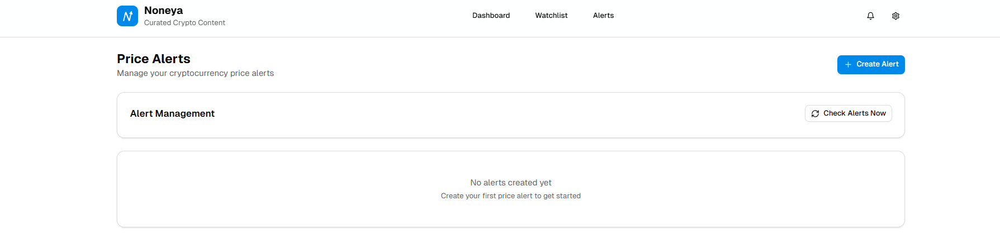 Noneya
Curated Crypto Content
Dashboard
Watchlist
Alerts
Price Alerts
Manage your cryptocurrency price alerts
Create Alert
Alert Management
Check Alerts Now
No alerts created yet
Create your first price alert to get started